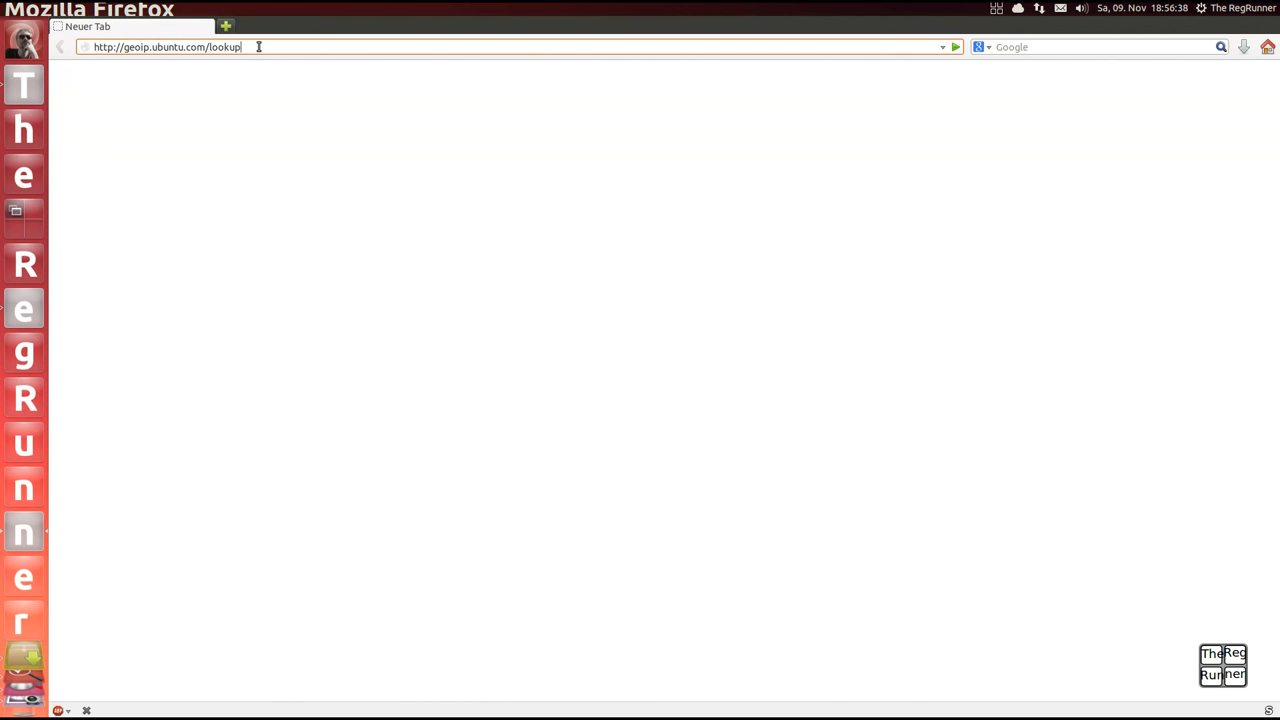 Mozilla Firefox
Sa, 09. Nov 18:56:38
The RegRunner
Neuer Tab
http://geoip.ubuntu.com/lookup
Google
T
h
e
R
e
g
R
u
n
n
e
r
The Reg
Run ner
ABP
S